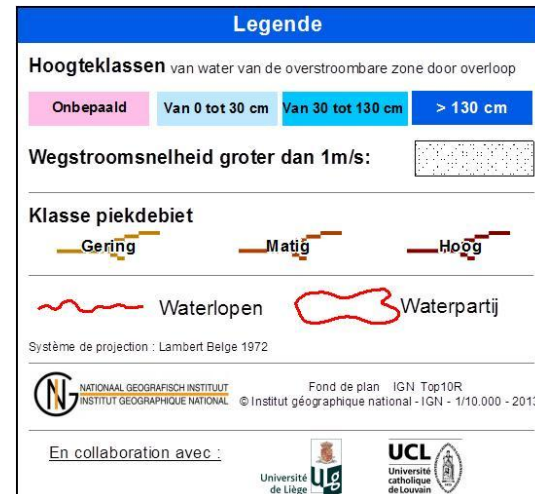 Legende
Hoogteklassen van water van de overstroombare zone door overloop
Onbepaald Van 0 tot 30 cm Van 30 tot 130 cm > 130 cm
Wegstroomsnelheid groter dan 1m/s:
Klasse piekdebiet
Gering Matig Hoog
Waterlopen Waterpartij
Système de projection : Lambert Belge 1972
NATIONAAL GEOGRAFISCH INSTITUUT
INSTITUT GEOGRAPHIQUE NATIONAL
Fond de plan IGN Top10R
© Institut géographique national - IGN - 1/10.000 - 2013
En collaboration avec :
Université
de Liège
ULg
UCL
Université
catholique
de Louvain